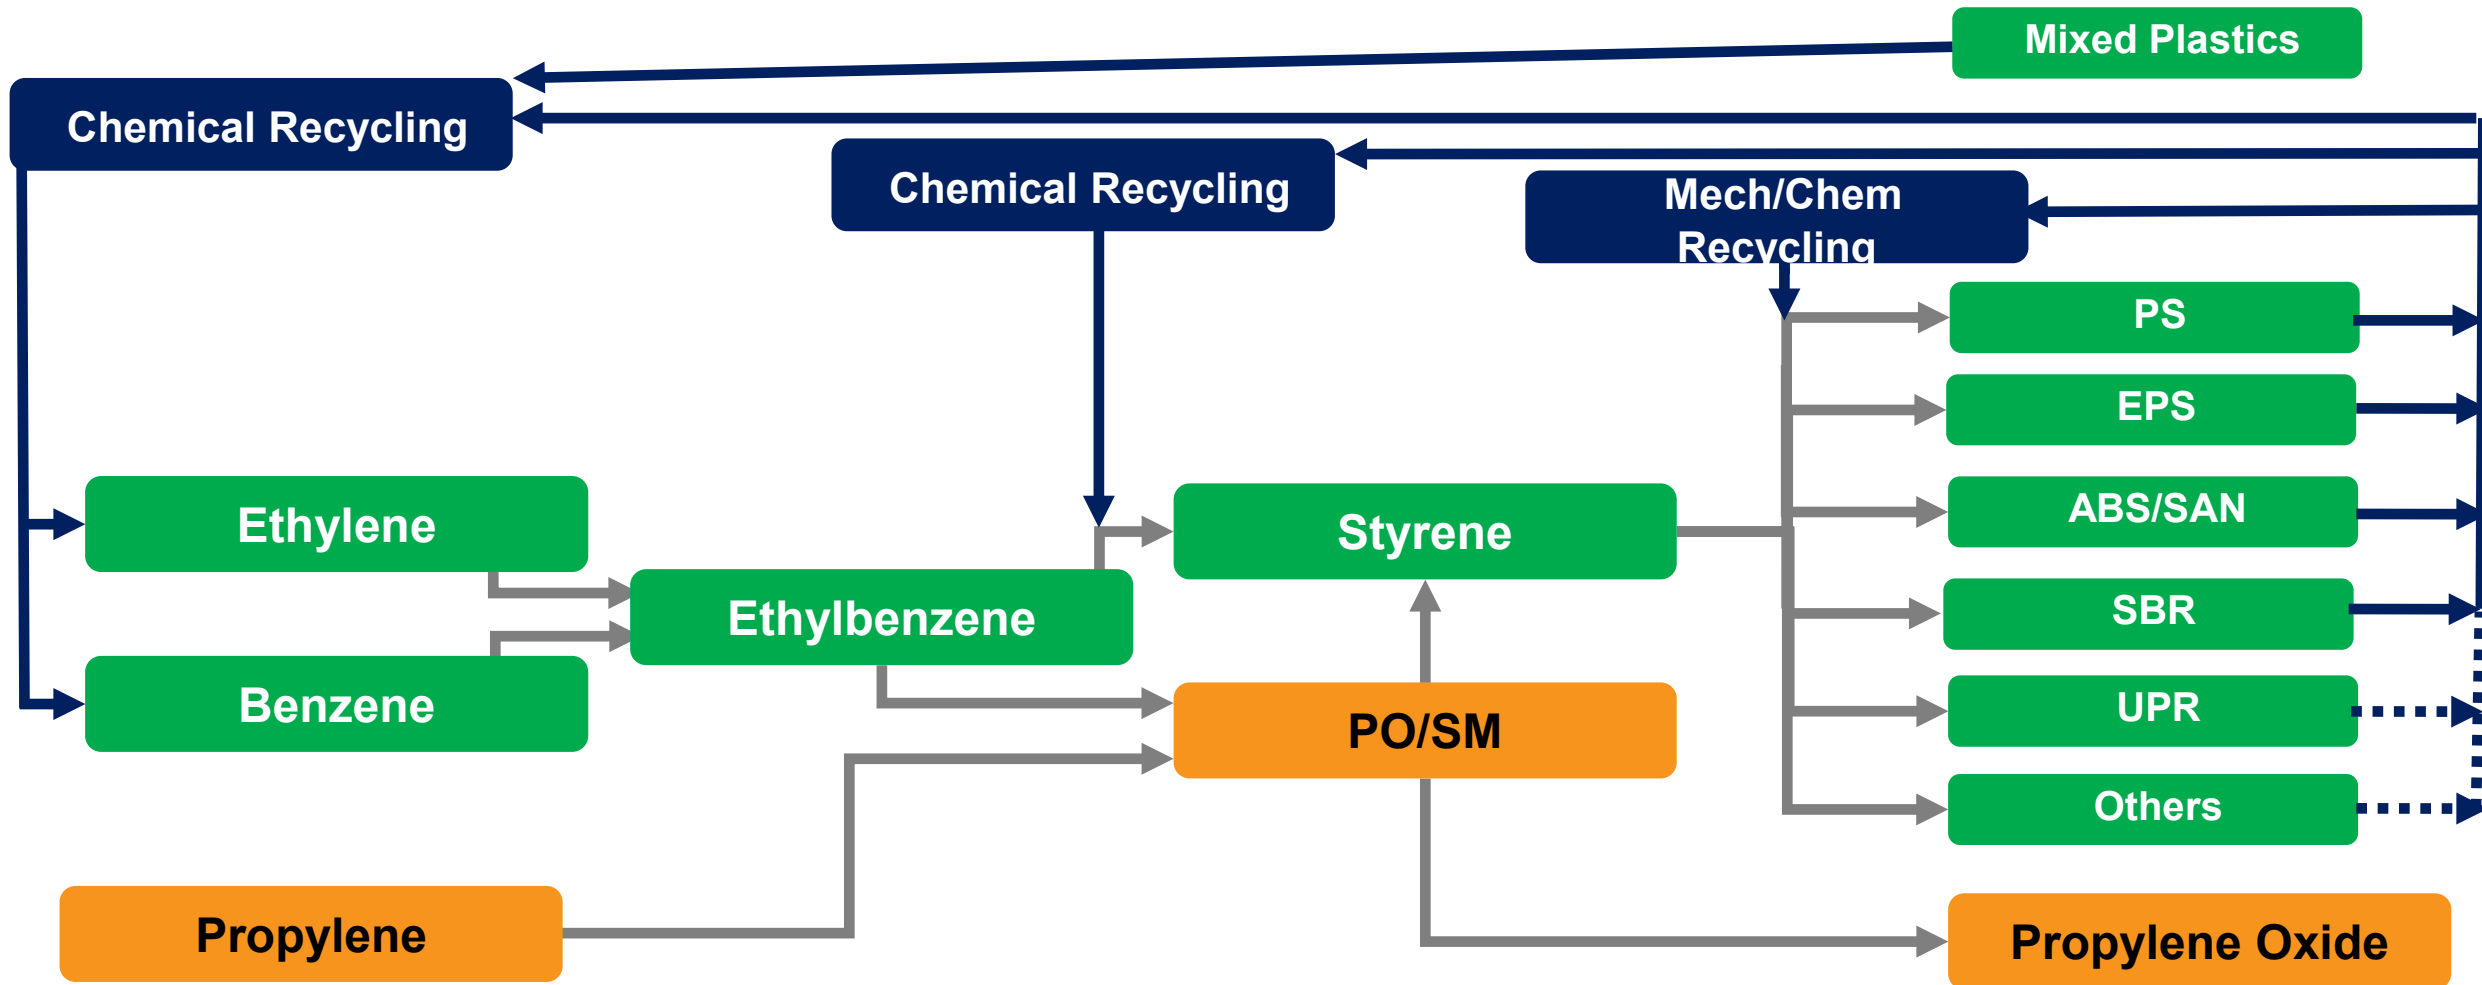 Mixed Plastics
Chemical Recycling
Chemical Recycling
Mech/Chem
Recycling
PS
EPS
ABS/SAN
SBR
UPR
Others
Ethylene
Styrene
Ethylbenzene
Benzene
PO/SM
Propylene
Propylene Oxide